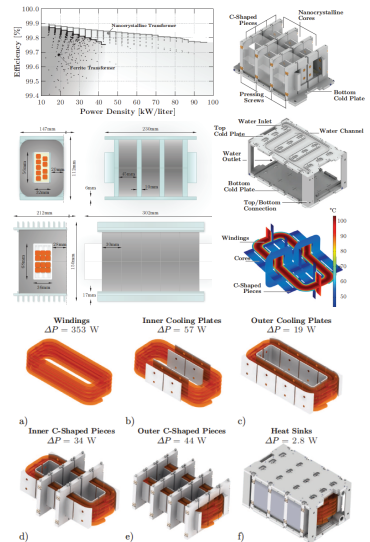 99.9
99.8
99.7
99.6
99.5
99.4
Efficiency [%]
Nanocrystalline Transformer
Ferrite Transformer
10 20 30 40 50 60 70 80 90 100
Power Density [kW/liter]
C-Shaped
Pieces
Nanocrystalline
Cores
Pressing
Screws
Bottom
Cold Plate
147mm
250mm
112mm
Water Inlet
Top
Cold Plate
Water Channel
Water
Outlet
Bottom
Cold Plate
Top/Bottom
Connection
212mm
302mm
17mm
°C
100
90
80
70
60
50
Windings
Cores
C-Shaped
Pieces
Windings
ΔP = 353 W
Inner Cooling Plates
ΔP = 57 W
Outer Cooling Plates
ΔP = 19 W
a)
b)
c)
Inner C-Shaped Pieces
ΔP = 34 W
Outer C-Shaped Pieces
ΔP = 44 W
Heat Sinks
ΔP = 2.8 W
d)
e)
f)